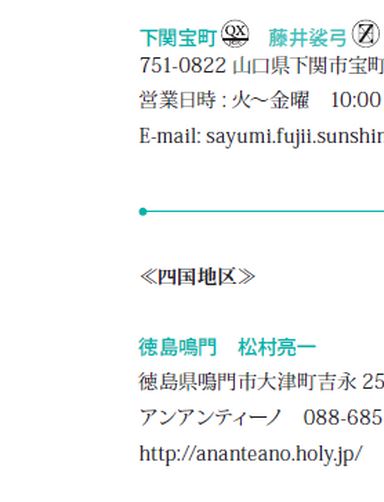 下関宝町 QX 藤井裟弓 Z
751-0822 山口県下関市宝町
営業日時 : 火〜金曜　10:00
E-mail: sayumi.fujii.sunshin
≪四国地区≫
徳島鳴門　松村亮一
徳島県鳴門市大津町吉永 25
アンアンティーノ　088-685
http://ananteano.holy.jp/